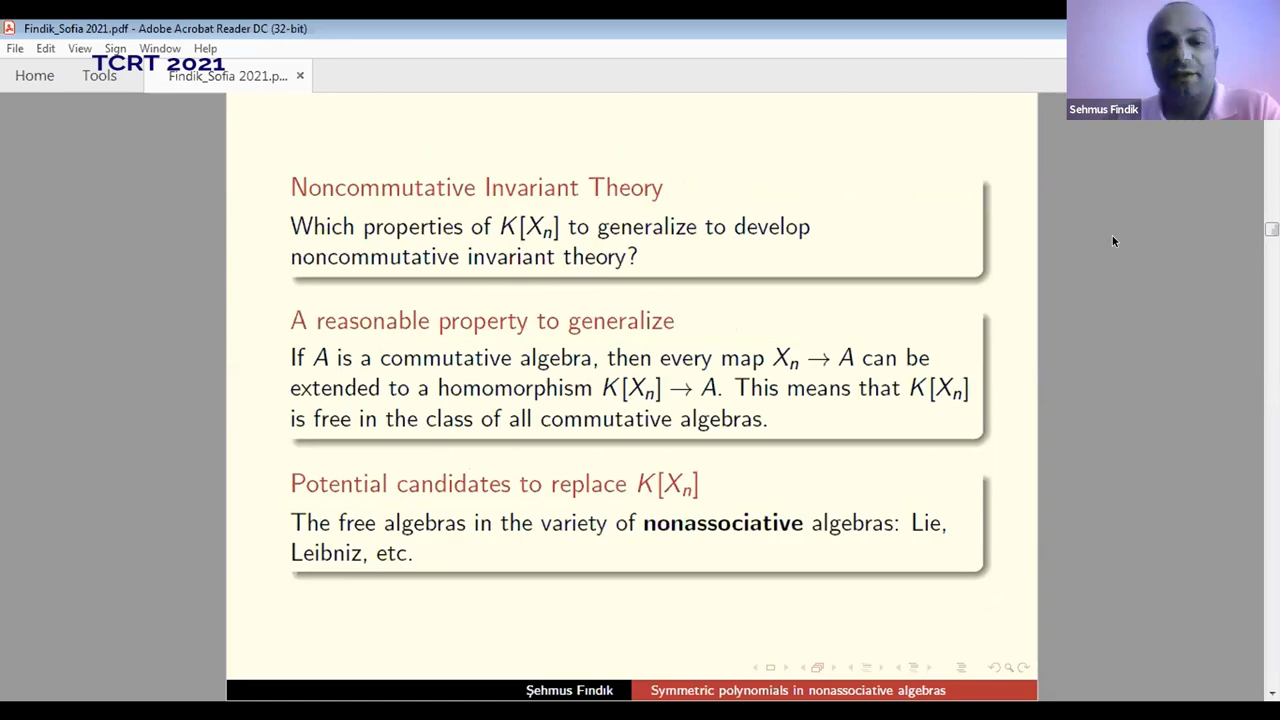 Findik_Sofia 2021.pdf - Adobe Acrobat Reader DC (32-bit)
File Edit View Sign Window Help
TCRT 2021
Home Tools Findik_Sofia 2021.p... ×
Sehmus Findik
Noncommutative Invariant Theory
Which properties of K[Xₙ] to generalize to develop
noncommutative invariant theory?
A reasonable property to generalize
If A is a commutative algebra, then every map Xₙ → A can be
extended to a homomorphism K[Xₙ] → A. This means that K[Xₙ]
is free in the class of all commutative algebras.
Potential candidates to replace K[Xₙ]
The free algebras in the variety of nonassociative algebras: Lie,
Leibniz, etc.
Şehmus Fındık Symmetric polynomials in nonassociative algebras